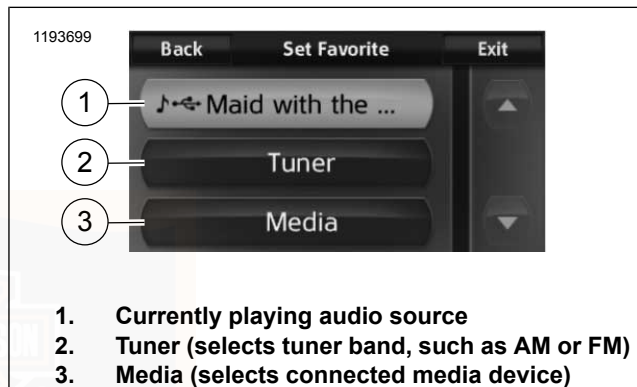 1193699
Back Set Favorite Exit
1 Maid with the ...
2 Tuner
3 Media
1. Currently playing audio source
2. Tuner (selects tuner band, such as AM or FM)
3. Media (selects connected media device)